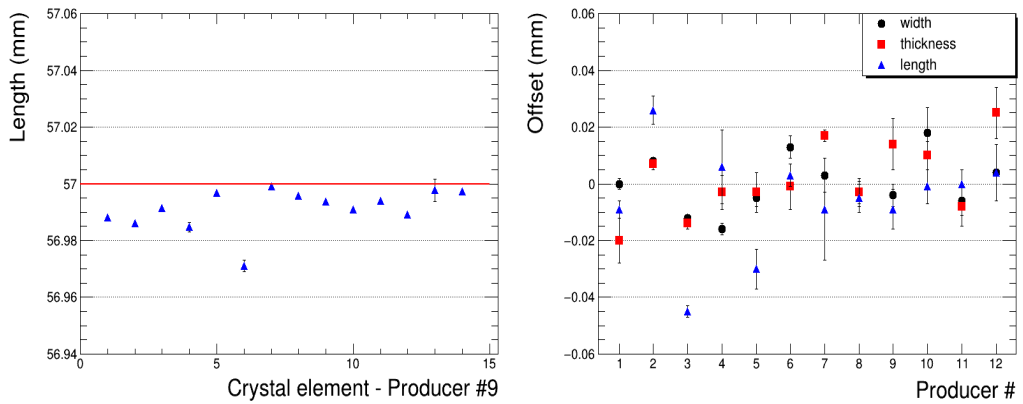 Length (mm)
57.06
57.04
57.02
57
56.98
56.96
56.94
0 5 10 15
Crystal element - Producer #9
Offset (mm)
0.06
0.04
0.02
0
−0.02
−0.04
−0.06
width
thickness
length
1 2 3 4 5 6 7 8 9 10 11 12
Producer #